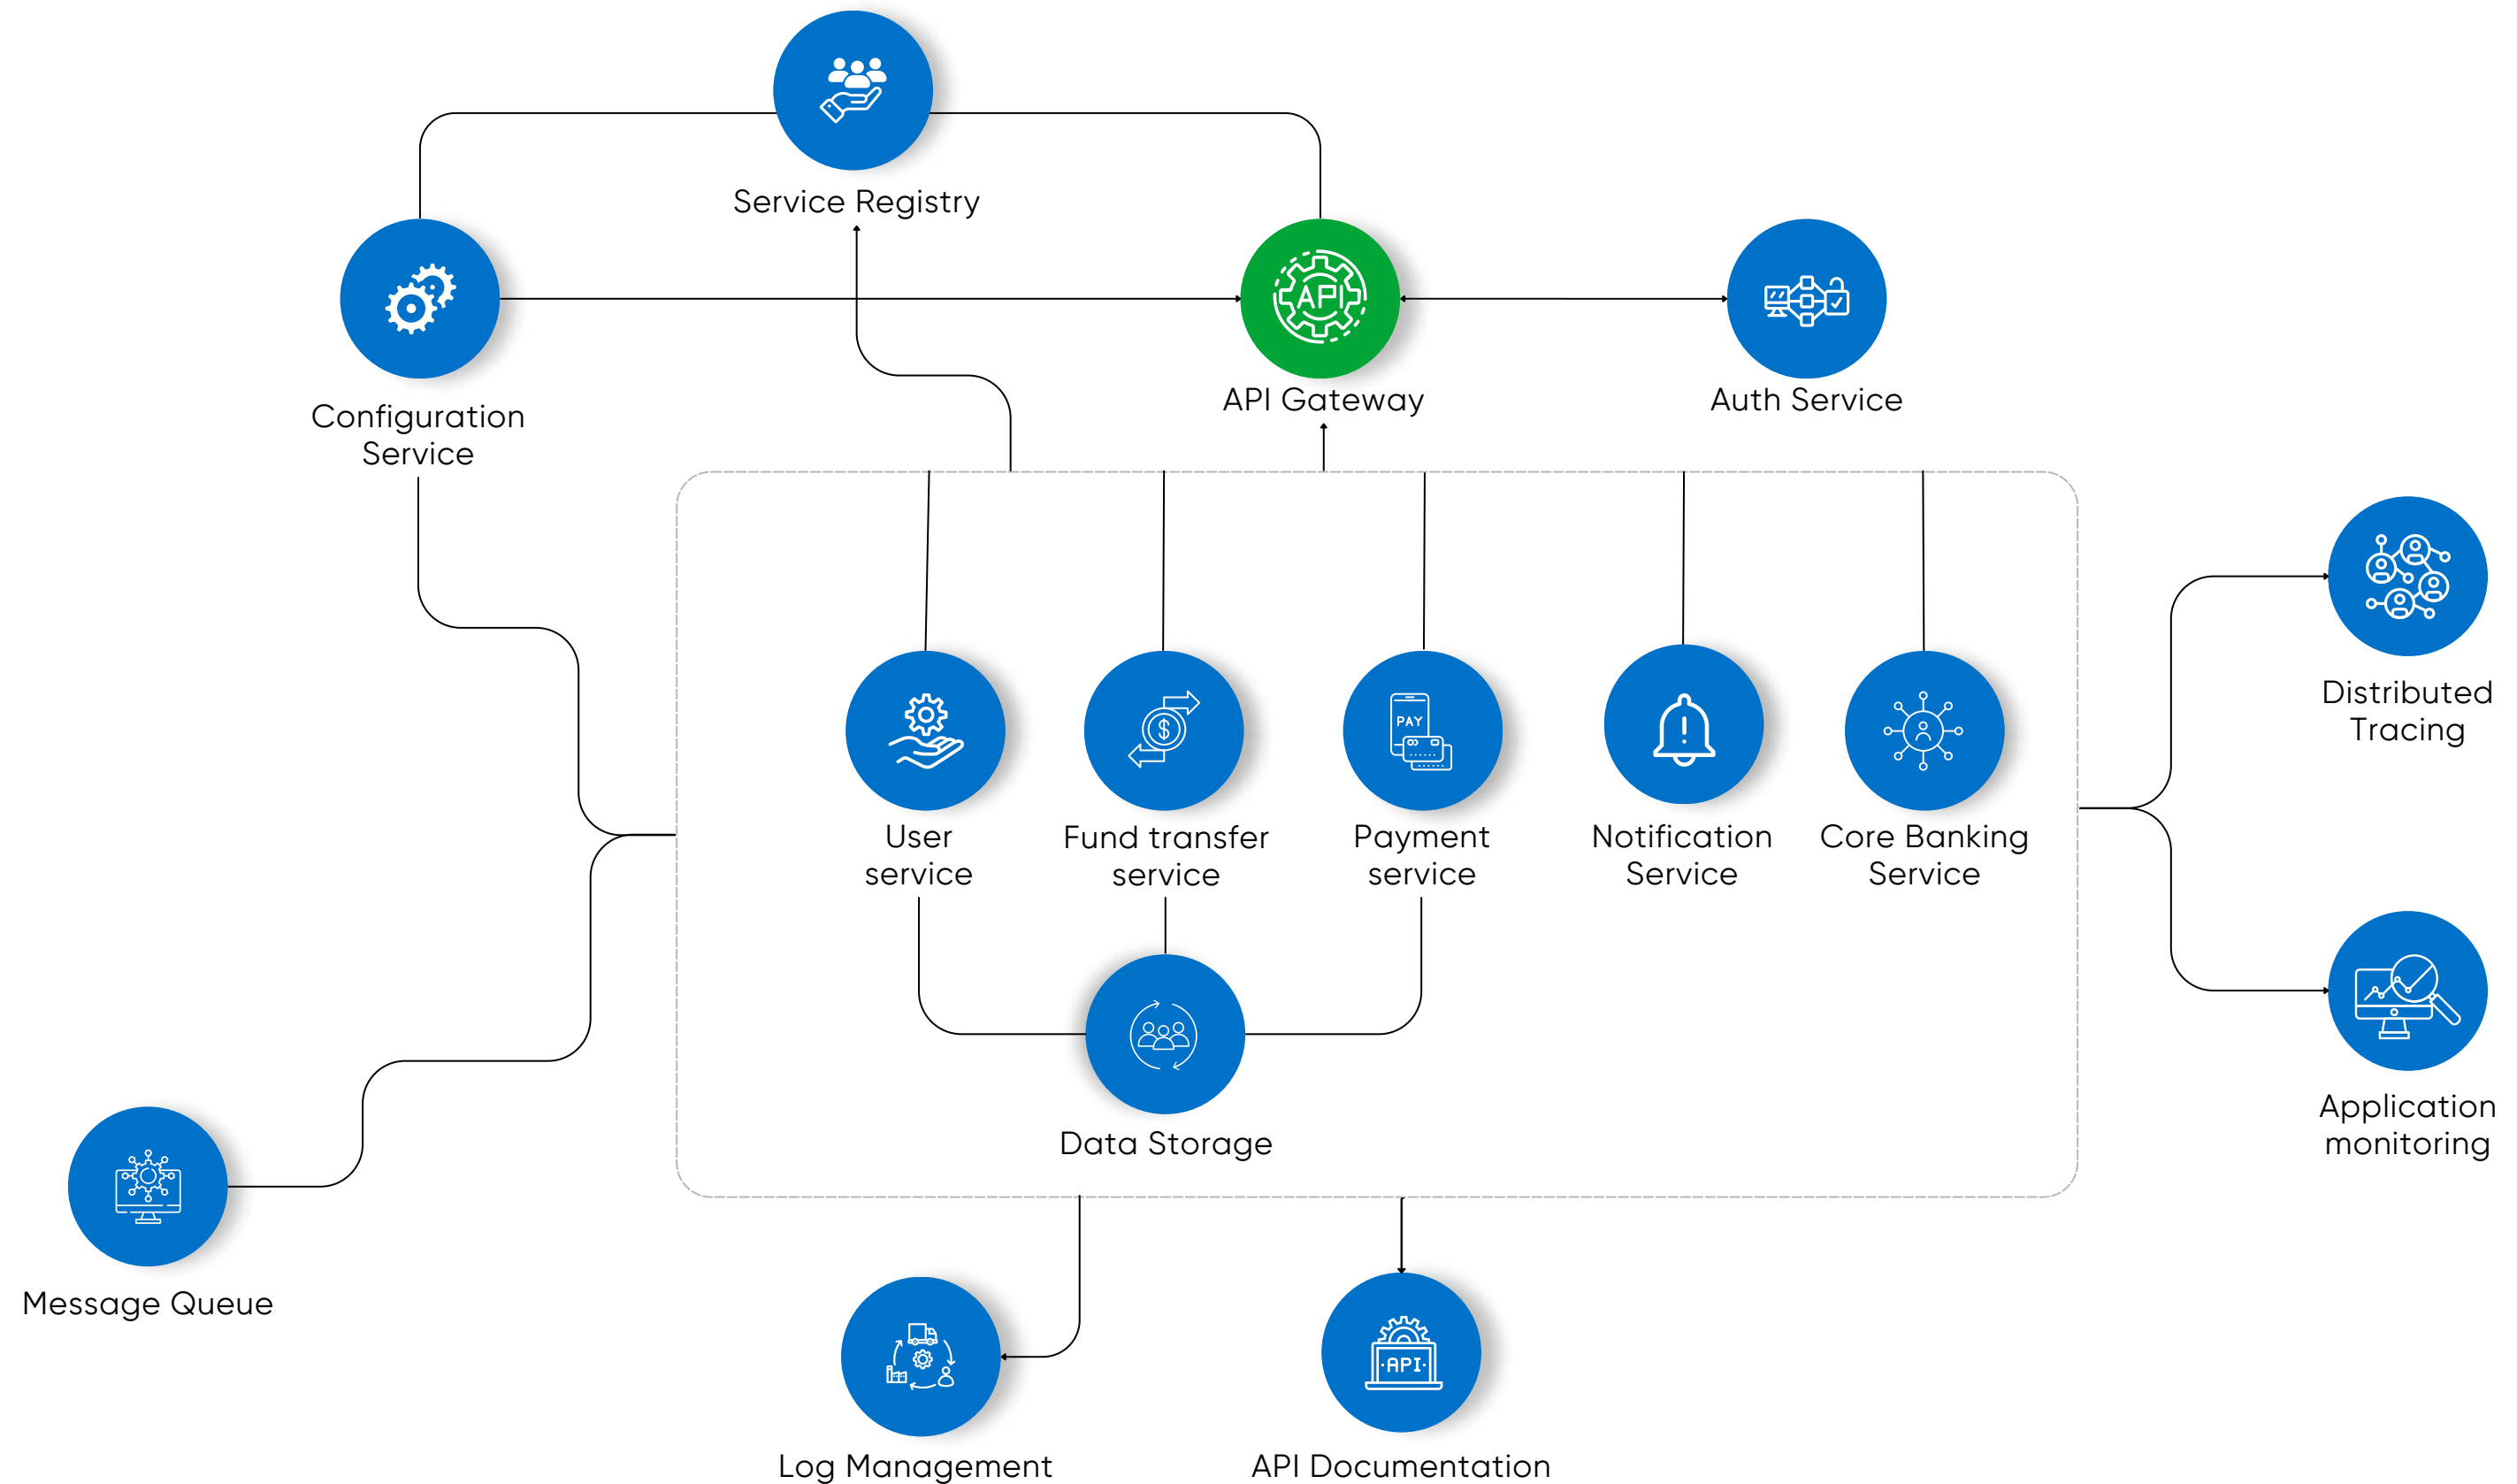 Service Registry
API
API Gateway
Auth Service
Configuration
Service
PAY
User
service
Fund transfer
service
Payment
service
Notification
Service
Core Banking
Service
Distributed
Tracing
Data Storage
Application
monitoring
Message Queue
API
Log Management
API Documentation